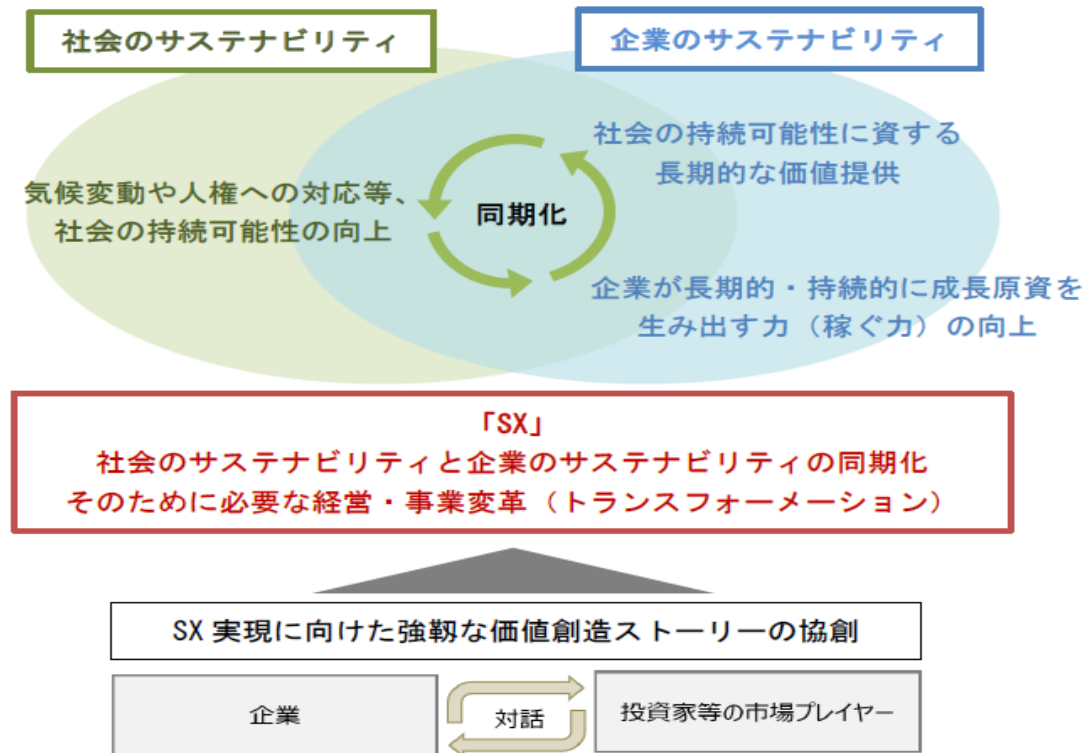 社会のサステナビリティ
企業のサステナビリティ
社会の持続可能性に資する
長期的な価値提供
気候変動や人権への対応等、
社会の持続可能性の向上
同期化
企業が長期的・持続的に成長原資を
生み出す力（稼ぐ力）の向上
「SX」
社会のサステナビリティと企業のサステナビリティの同期化
そのために必要な経営・事業変革（トランスフォーメーション）
SX 実現に向けた強靱な価値創造ストーリーの協創
企業
対話
投資家等の市場プレイヤー